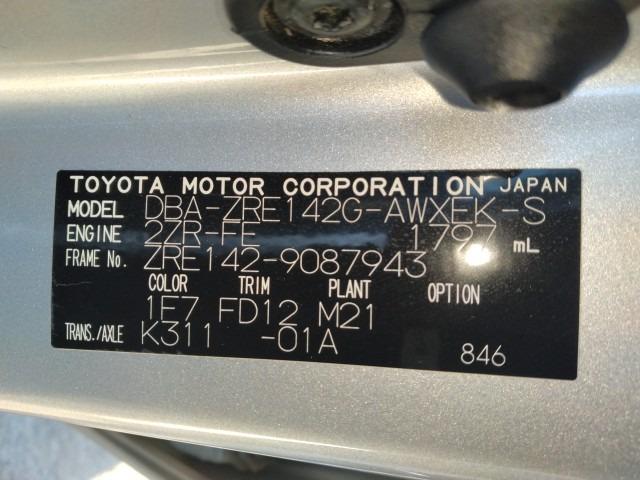 TOYOTA MOTOR CORPORATION JAPAN
MODEL DBA-ZRE142G-AWXEK-S
ENGINE 2ZR-FE 1797 mL
FRAME No. ZRE142-9087943
COLOR TRIM PLANT OPTION
1E7 FD12 M21
TRANS./AXLE K311 -01A
846